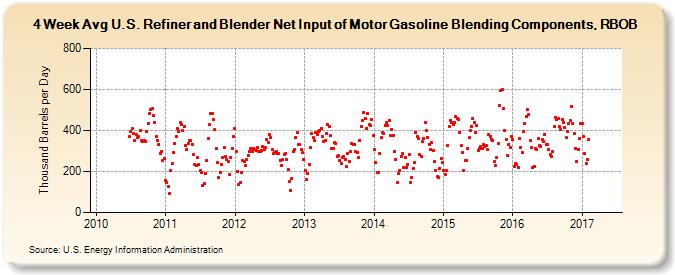 4 Week Avg U.S. Refiner and Blender Net Input of Motor Gasoline Blending Components, RBOB
Thousand Barrels per Day
800
600
400
200
0
2010 2011 2012 2013 2014 2015 2016 2017
Source: U.S. Energy Information Administration